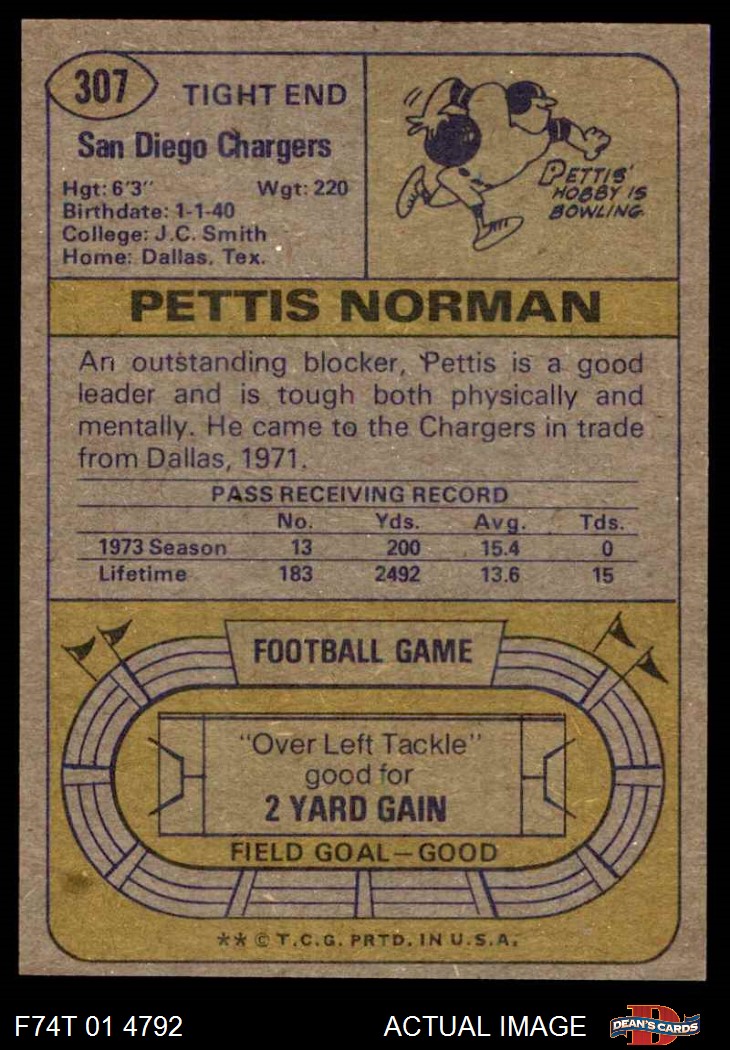 307 TIGHT END
San Diego Chargers
Hgt: 6'3" Wgt: 220
Birthdate: 1-1-40
College: J.C. Smith
Home: Dallas, Tex.
PETTIS'
HOBBY IS
BOWLING.
PETTIS NORMAN
An outstanding blocker, Pettis is a good
leader and is tough both physically and
mentally. He came to the Chargers in trade
from Dallas, 1971.
PASS RECEIVING RECORD
No. Yds. Avg. Tds.
1973 Season 13 200 15.4 0
Lifetime 183 2492 13.6 15
FOOTBALL GAME
"Over Left Tackle"
good for
2 YARD GAIN
FIELD GOAL—GOOD
** © T.C.G. PRTD. IN U.S.A.
F74T 01 4792 ACTUAL IMAGE
D
DEAN'S CARDS